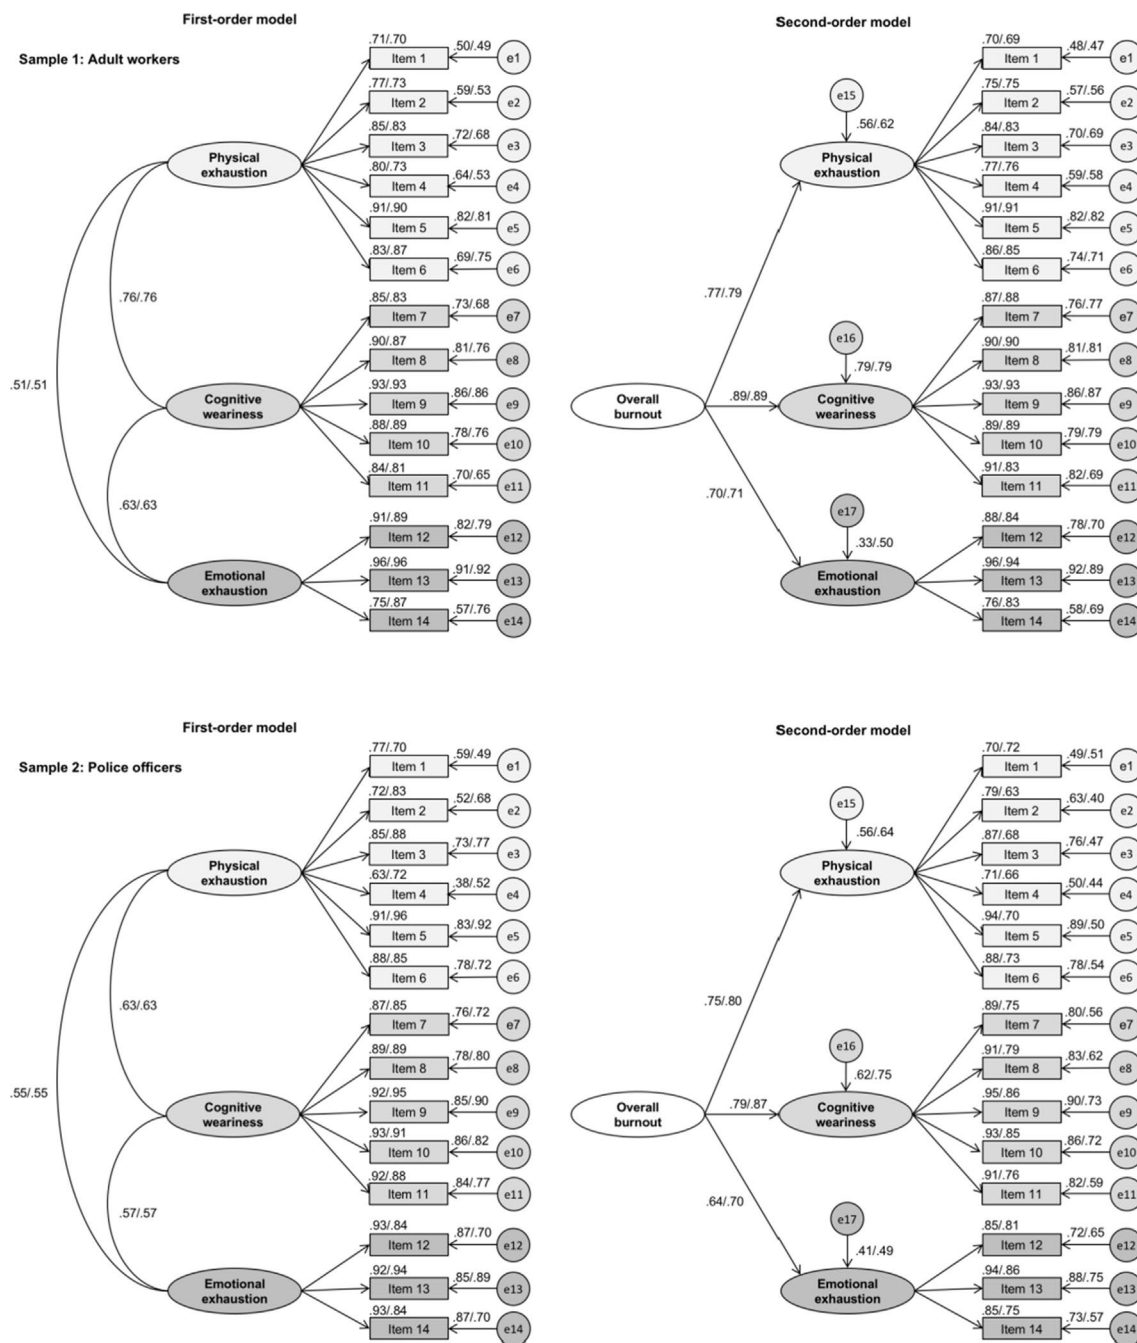 First-order model
Second-order model
Sample 1: Adult workers
.71/.70
Item 1
.50/.49
e1
.77/.73
Item 2
.59/.53
e2
.85/.83
Item 3
.72/.68
e3
.80/.73
Item 4
.64/.53
e4
.91/.90
Item 5
.82/.81
e5
.83/.87
Item 6
.69/.75
e6
Physical
exhaustion
.76/.76
.85/.83
Item 7
.73/.68
e7
.90/.87
Item 8
.81/.76
e8
.93/.93
Item 9
.86/.86
e9
.88/.89
Item 10
.78/.76
e10
.84/.81
Item 11
.70/.65
e11
.51/.51
Cognitive
weariness
.63/.63
.91/.89
Item 12
.82/.79
e12
.96/.96
Item 13
.91/.92
e13
.75/.87
Item 14
.57/.76
e14
Emotional
exhaustion
.70/.69
Item 1
.48/.47
e1
.75/.75
Item 2
.57/.56
e2
.84/.83
Item 3
.70/.69
e3
.77/.76
Item 4
.59/.58
e4
.91/.91
Item 5
.82/.82
e5
.86/.85
Item 6
.74/.71
e6
e15
.56/.62
Physical
exhaustion
.77/.79
.87/.88
Item 7
.76/.77
e7
.90/.90
Item 8
.81/.81
e8
.93/.93
Item 9
.86/.87
e9
.89/.89
Item 10
.79/.79
e10
.91/.83
Item 11
.82/.69
e11
e16
.79/.79
Overall
burnout
.89/.89
Cognitive
weariness
.70/.71
.88/.84
Item 12
.78/.70
e12
.96/.94
Item 13
.92/.89
e13
.76/.83
Item 14
.58/.69
e14
e17
.33/.50
Emotional
exhaustion
First-order model
Second-order model
Sample 2: Police officers
.77/.70
Item 1
.59/.49
e1
.72/.83
Item 2
.52/.68
e2
.85/.88
Item 3
.73/.77
e3
.63/.72
Item 4
.38/.52
e4
.91/.96
Item 5
.83/.92
e5
.88/.85
Item 6
.78/.72
e6
Physical
exhaustion
.63/.63
.87/.85
Item 7
.76/.72
e7
.89/.89
Item 8
.78/.80
e8
.92/.95
Item 9
.85/.90
e9
.93/.91
Item 10
.86/.82
e10
.92/.88
Item 11
.84/.77
e11
.55/.55
Cognitive
weariness
.57/.57
.93/.84
Item 12
.87/.70
e12
.92/.94
Item 13
.85/.89
e13
.93/.84
Item 14
.87/.70
e14
Emotional
exhaustion
.70/.72
Item 1
.49/.51
e1
.79/.63
Item 2
.63/.40
e2
.87/.68
Item 3
.76/.47
e3
.71/.66
Item 4
.50/.44
e4
.94/.70
Item 5
.89/.50
e5
.88/.73
Item 6
.78/.54
e6
e15
.56/.64
Physical
exhaustion
.75/.80
.89/.75
Item 7
.80/.56
e7
.91/.79
Item 8
.83/.62
e8
.95/.86
Item 9
.90/.73
e9
.93/.85
Item 10
.86/.72
e10
.91/.76
Item 11
.82/.59
e11
e16
.62/.75
Overall
burnout
.79/.87
Cognitive
weariness
.64/.70
.85/.81
Item 12
.72/.65
e12
.94/.86
Item 13
.88/.75
e13
.85/.75
Item 14
.73/.57
e14
e17
.41/.49
Emotional
exhaustion